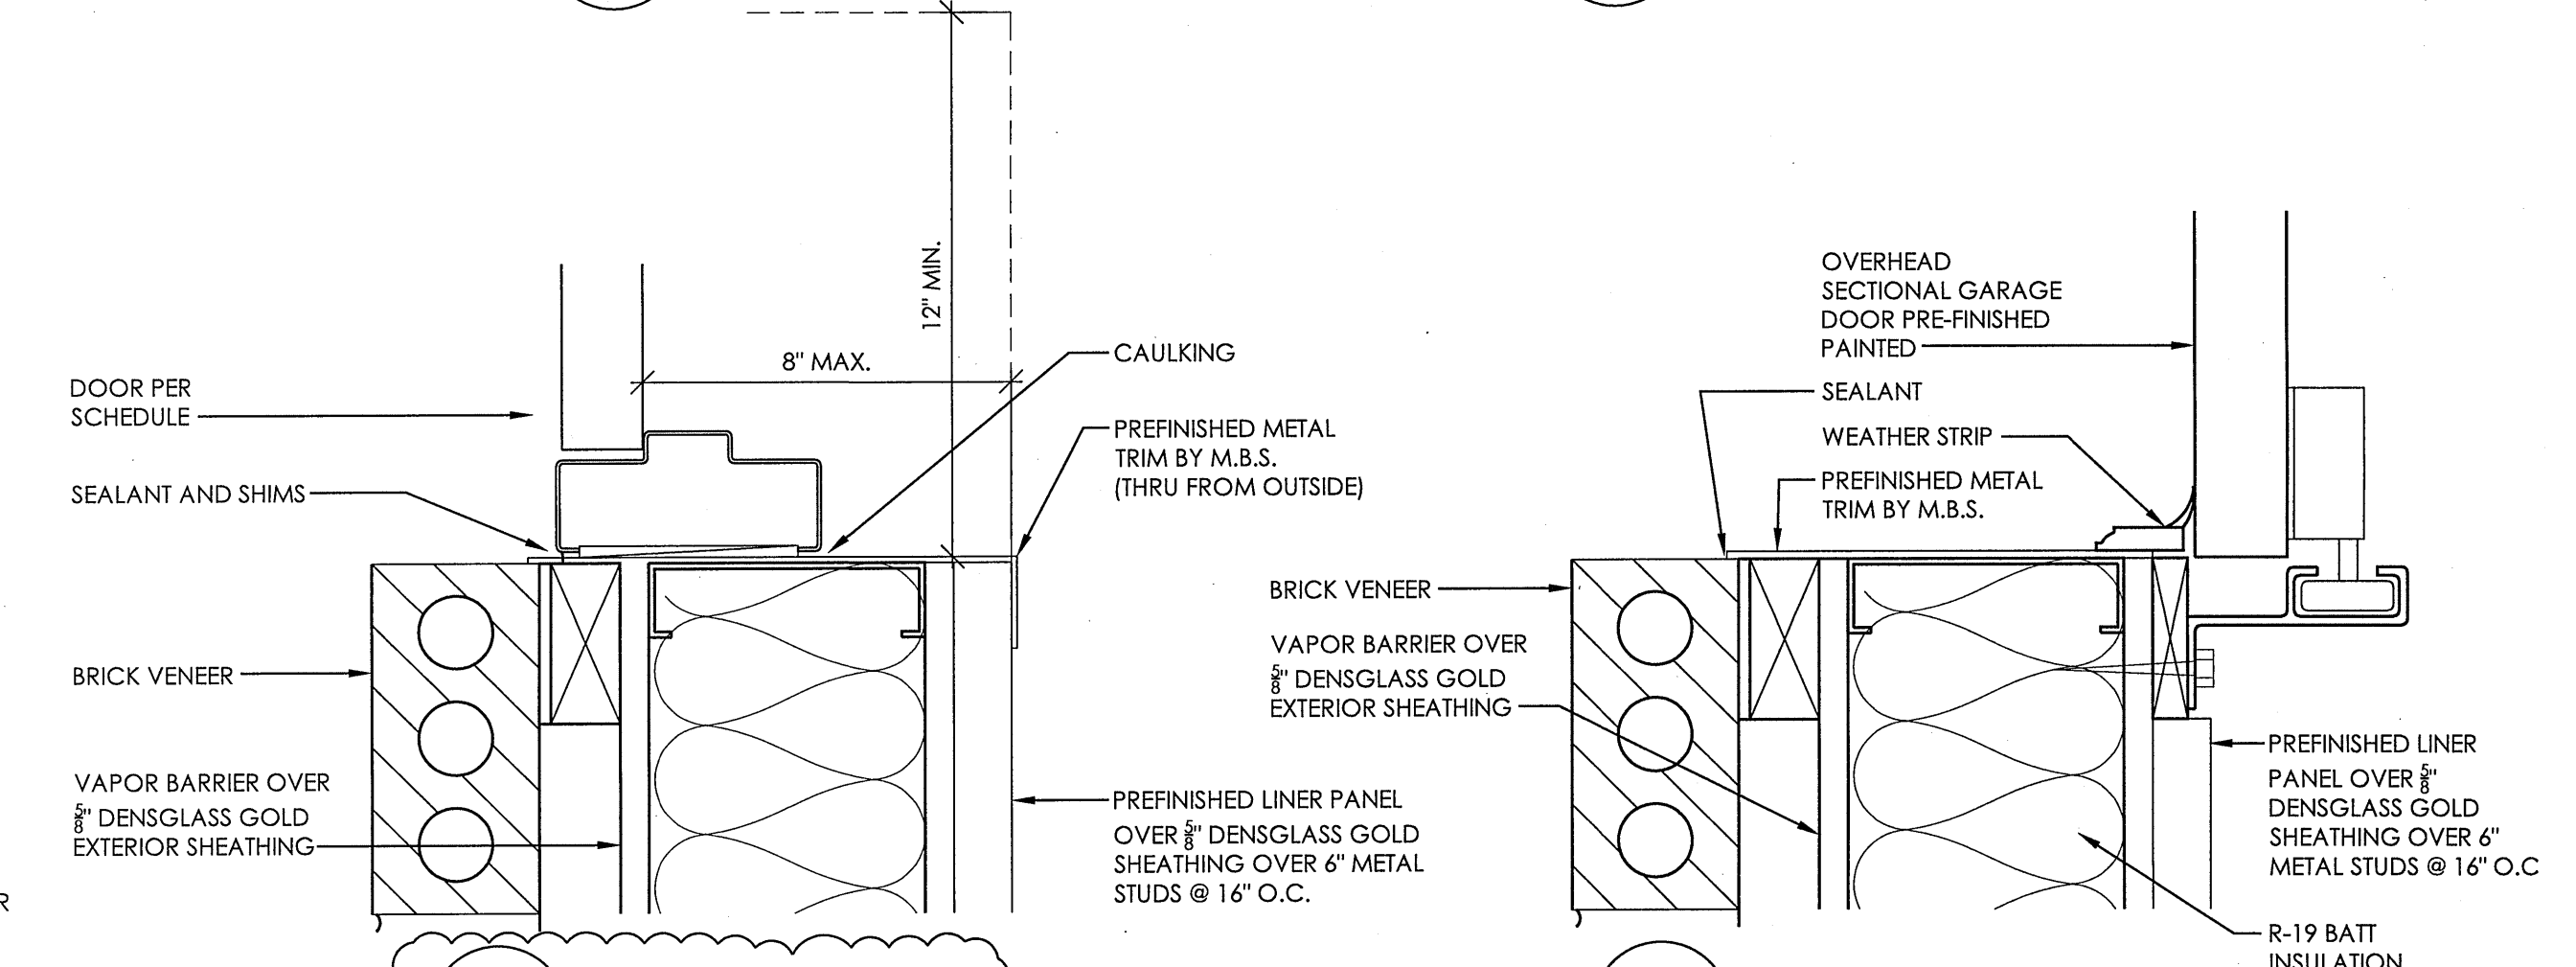 12" MIN.
8" MAX.
DOOR PER
SCHEDULE
SEALANT AND SHIMS
BRICK VENEER
VAPOR BARRIER OVER
5/8" DENSGLASS GOLD
EXTERIOR SHEATHING
CAULKING
PREFINISHED METAL
TRIM BY M.B.S.
(THRU FROM OUTSIDE)
PREFINISHED LINER PANEL
OVER 5/8" DENSGLASS GOLD
SHEATHING OVER 6" METAL
STUDS @ 16" O.C.
R
OVERHEAD
SECTIONAL GARAGE
DOOR PRE-FINISHED
PAINTED
SEALANT
WEATHER STRIP
PREFINISHED METAL
TRIM BY M.B.S.
BRICK VENEER
VAPOR BARRIER OVER
5/8" DENSGLASS GOLD
EXTERIOR SHEATHING
PREFINISHED LINER
PANEL OVER 5/8"
DENSGLASS GOLD
SHEATHING OVER 6"
METAL STUDS @ 16" O.C
R-19 BATT
INSULATION